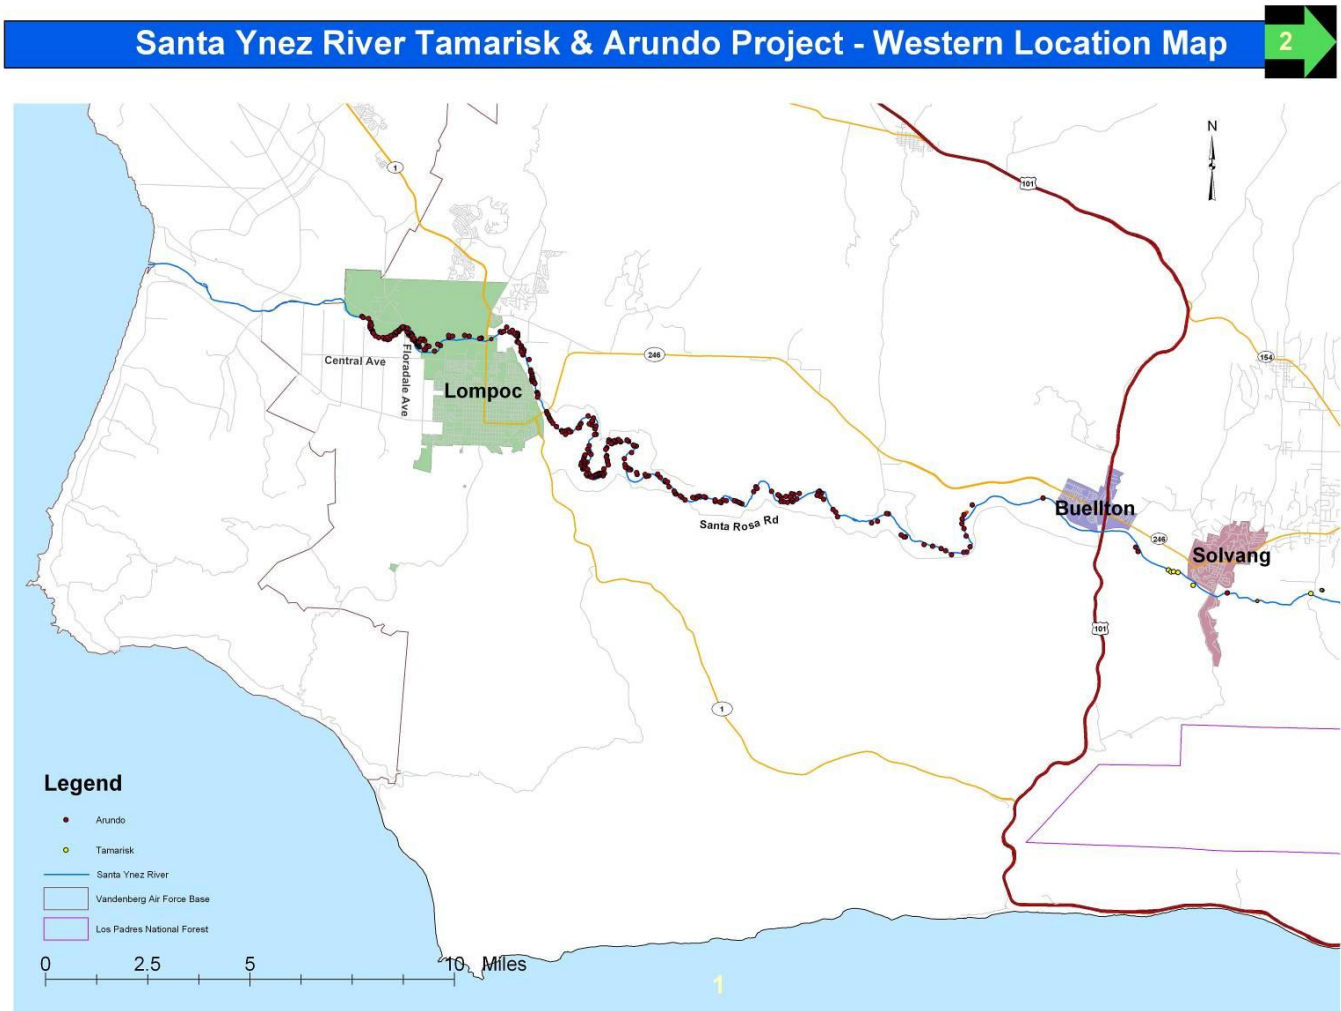 Santa Ynez River Tamarisk & Arundo Project - Western Location Map
2
N
1
101
246
154
Central Ave
Floradale Ave
Lompoc
Santa Rosa Rd
Buellton
246
Solvang
101
1
Legend
Arundo
Tamarisk
Santa Ynez River
Vandenberg Air Force Base
Los Padres National Forest
0 2.5 5 10 Miles
1